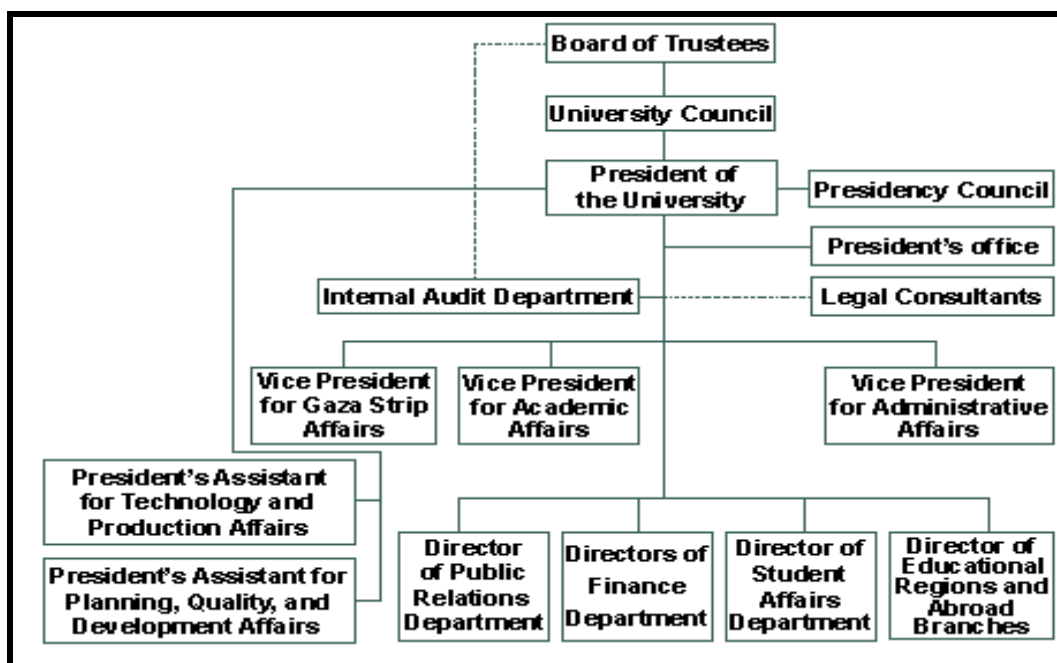 Board of Trustees
University Council
President of
the University
Presidency Council
President's office
Internal Audit Department
Legal Consultants
Vice President
for Gaza Strip
Affairs
Vice President
for Academic
Affairs
Vice President
for Administrative
Affairs
President's Assistant
for Technology and
Production Affairs
President's Assistant for
Planning, Quality, and
Development Affairs
Director
of Public
Relations
Department
Directors of
Finance
Department
Director of
Student
Affairs
Department
Director of
Educational
Regions and
Abroad
Branches